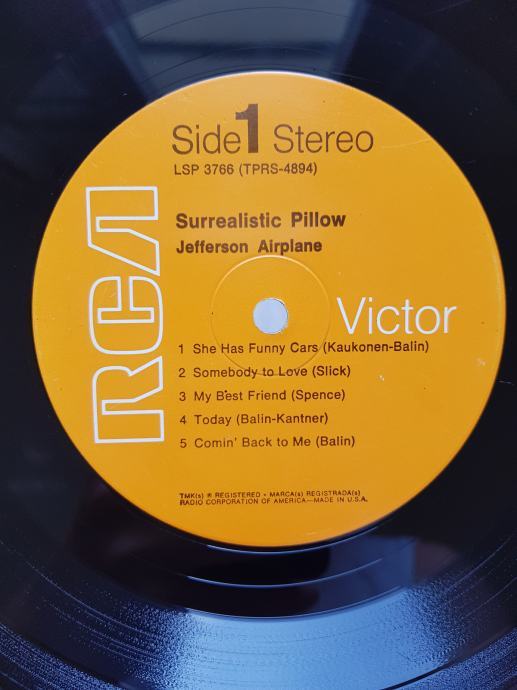 Side 1 Stereo
LSP 3766 (TPRS-4894)
Surrealistic Pillow
Jefferson Airplane
RCA
Victor
1 She Has Funny Cars (Kaukonen-Balin)
2 Somebody to Love (Slick)
3 My Best Friend (Spence)
4 Today (Balin-Kantner)
5 Comin' Back to Me (Balin)
TMK(s) ® REGISTERED • MARCA(s) REGISTRADA(s)
RADIO CORPORATION OF AMERICA—MADE IN U.S.A.